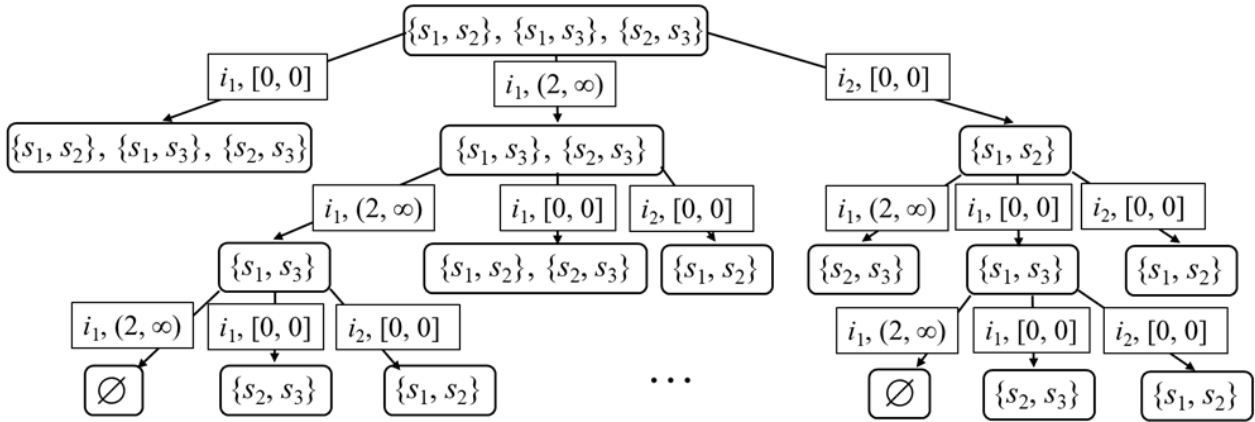 {s₁, s₂}, {s₁, s₃}, {s₂, s₃}
i₁, [0, 0]
i₁, (2, ∞)
i₂, [0, 0]
{s₁, s₂}, {s₁, s₃}, {s₂, s₃}
{s₁, s₃}, {s₂, s₃}
{s₁, s₂}
i₁, (2, ∞)
i₁, [0, 0]
i₂, [0, 0]
i₁, (2, ∞)
i₁, [0, 0]
i₂, [0, 0]
{s₁, s₃}
{s₁, s₂}, {s₂, s₃}
{s₁, s₂}
{s₂, s₃}
{s₁, s₃}
{s₁, s₂}
i₁, (2, ∞)
i₁, [0, 0]
i₂, [0, 0]
i₁, (2, ∞)
i₁, [0, 0]
i₂, [0, 0]
∅
{s₂, s₃}
{s₁, s₂}
...
∅
{s₂, s₃}
{s₁, s₂}